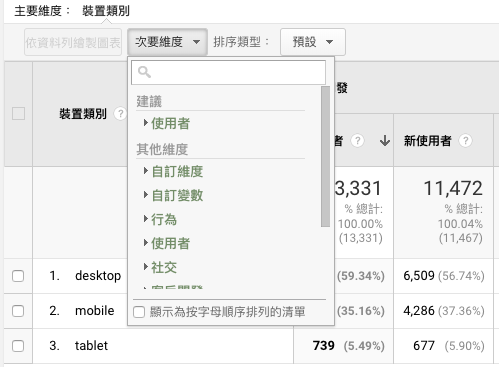 主要維度： 裝置類別
依資料列繪製圖表 次要維度 排序類型： 預設
建議
使用者
其他維度
自訂維度
自訂變數
行為
使用者
社交
顯示為按字母順序排列的清單
裝置類別 ?
發
者 ? 新使用者 ?
3,331 11,472
% 總計: % 總計:
100.00% 100.04%
(13,331) (11,467)
1. desktop (59.34%) 6,509 (56.74%)
2. mobile (35.16%) 4,286 (37.36%)
3. tablet 739 (5.49%) 677 (5.90%)